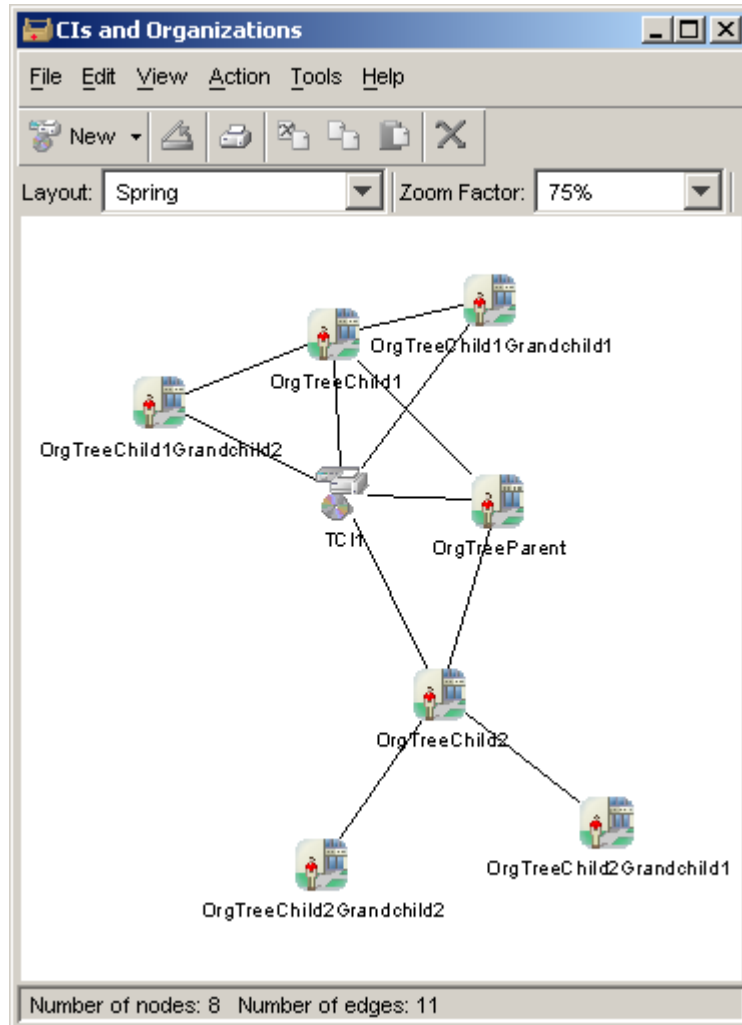 CIs and Organizations
File Edit View Action Tools Help
New
Layout: Spring Zoom Factor: 75%
OrgTreeChild1Grandchild1
OrgTreeChild1
OrgTreeChild1Grandchild2
TCI1
OrgTreeParent
OrgTreeChild2
OrgTreeChild2Grandchild1
OrgTreeChild2Grandchild2
Number of nodes: 8 Number of edges: 11